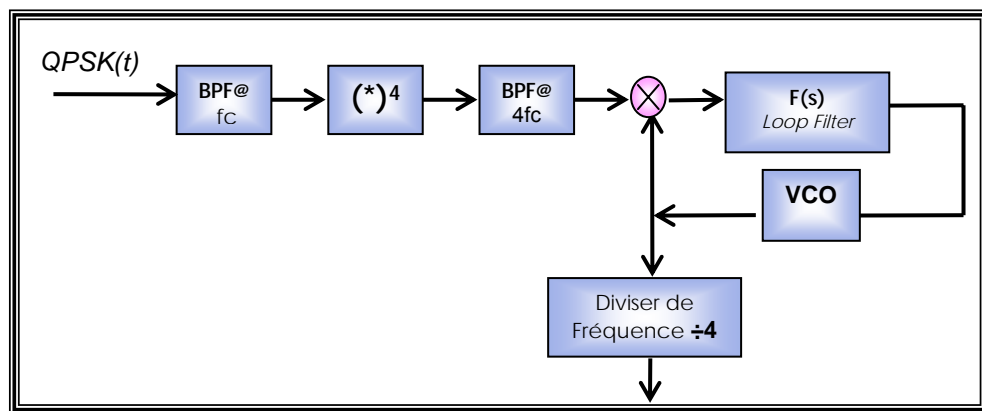 QPSK(t)
BPF@
fc
(*)⁴
BPF@
4fc
F(s)
Loop Filter
VCO
Diviser de
Fréquence ÷4